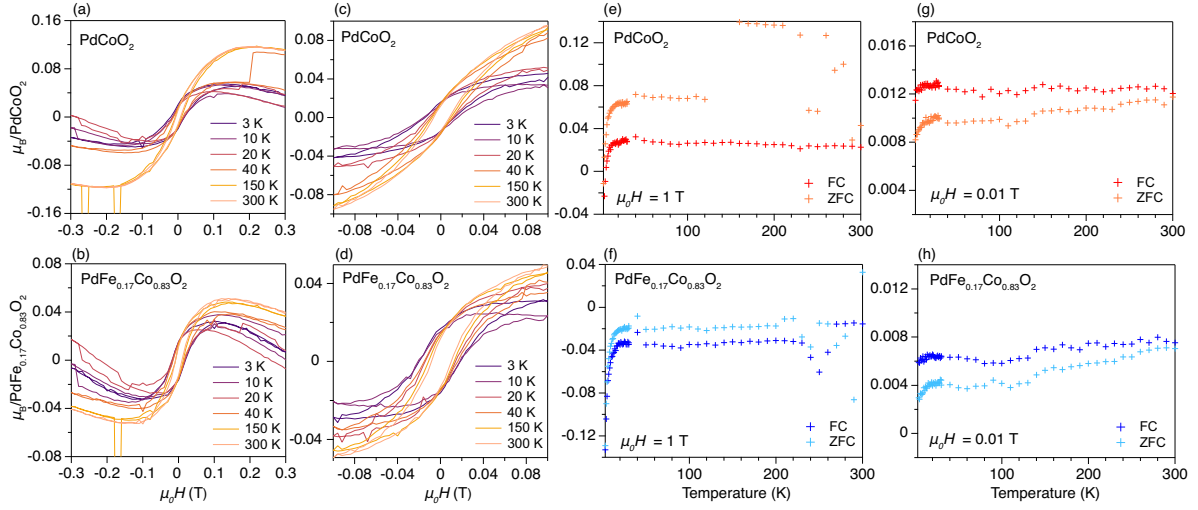 (a)
PdCoO2
μB/PdCoO2
0.16
0.08
0
-0.08
-0.16
-0.3
-0.2
-0.1
0
0.1
0.2
0.3
3 K
10 K
20 K
40 K
150 K
300 K
(c)
PdCoO2
0.08
0.04
0
-0.04
-0.08
-0.08
-0.04
0.00
0.04
0.08
3 K
10 K
20 K
40 K
150 K
300 K
(e)
PdCoO2
0.12
0.08
0.04
0
-0.04
100
200
300
FC
ZFC
μ0H = 1 T
(g)
PdCoO2
0.016
0.012
0.008
0.004
100
200
300
FC
ZFC
μ0H = 0.01 T
(b)
PdFe0.17Co0.83O2
μB/PdFe0.17Co0.83O2
0.08
0.04
0
-0.04
-0.08
-0.3
-0.2
-0.1
0
0.1
0.2
0.3
μ0H (T)
3 K
10 K
20 K
40 K
150 K
300 K
(d)
PdFe0.17Co0.83O2
0.04
0
-0.04
-0.08
-0.04
0
0.04
0.08
μ0H (T)
3 K
10 K
20 K
40 K
150 K
300 K
(f)
PdFe0.17Co0.83O2
0.04
-0
-0.04
-0.08
-0.12
100
200
300
Temperature (K)
FC
ZFC
μ0H = 1 T
(h)
PdFe0.17Co0.83O2
0.012
0.008
0.004
0
100
200
300
Temperature (K)
FC
ZFC
μ0H = 0.01 T